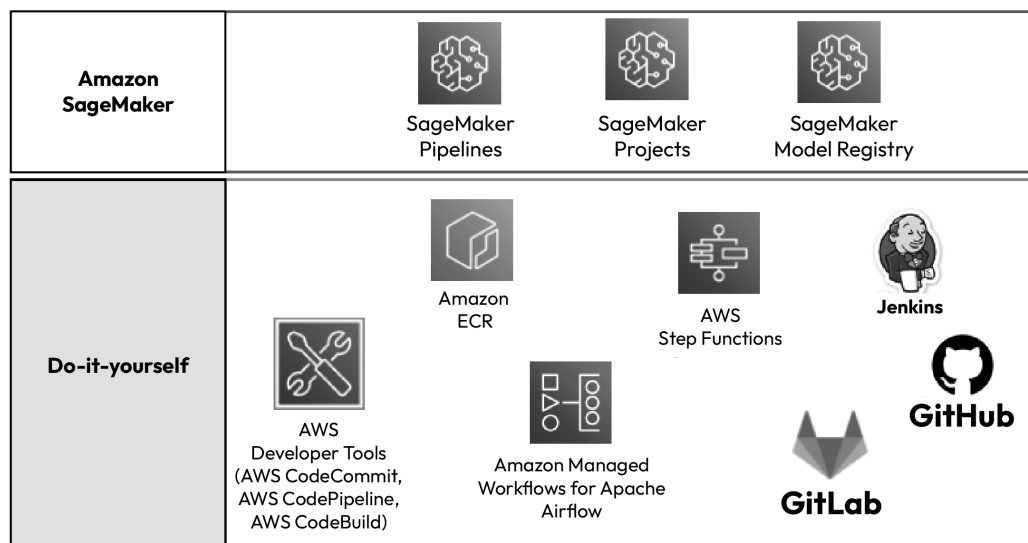 Amazon
SageMaker
SageMaker
Pipelines
SageMaker
Projects
SageMaker
Model Registry
Do-it-yourself
AWS
Developer Tools
(AWS CodeCommit,
AWS CodePipeline,
AWS CodeBuild)
Amazon
ECR
Amazon Managed
Workflows for Apache
Airflow
AWS
Step Functions
Jenkins
GitHub
GitLab